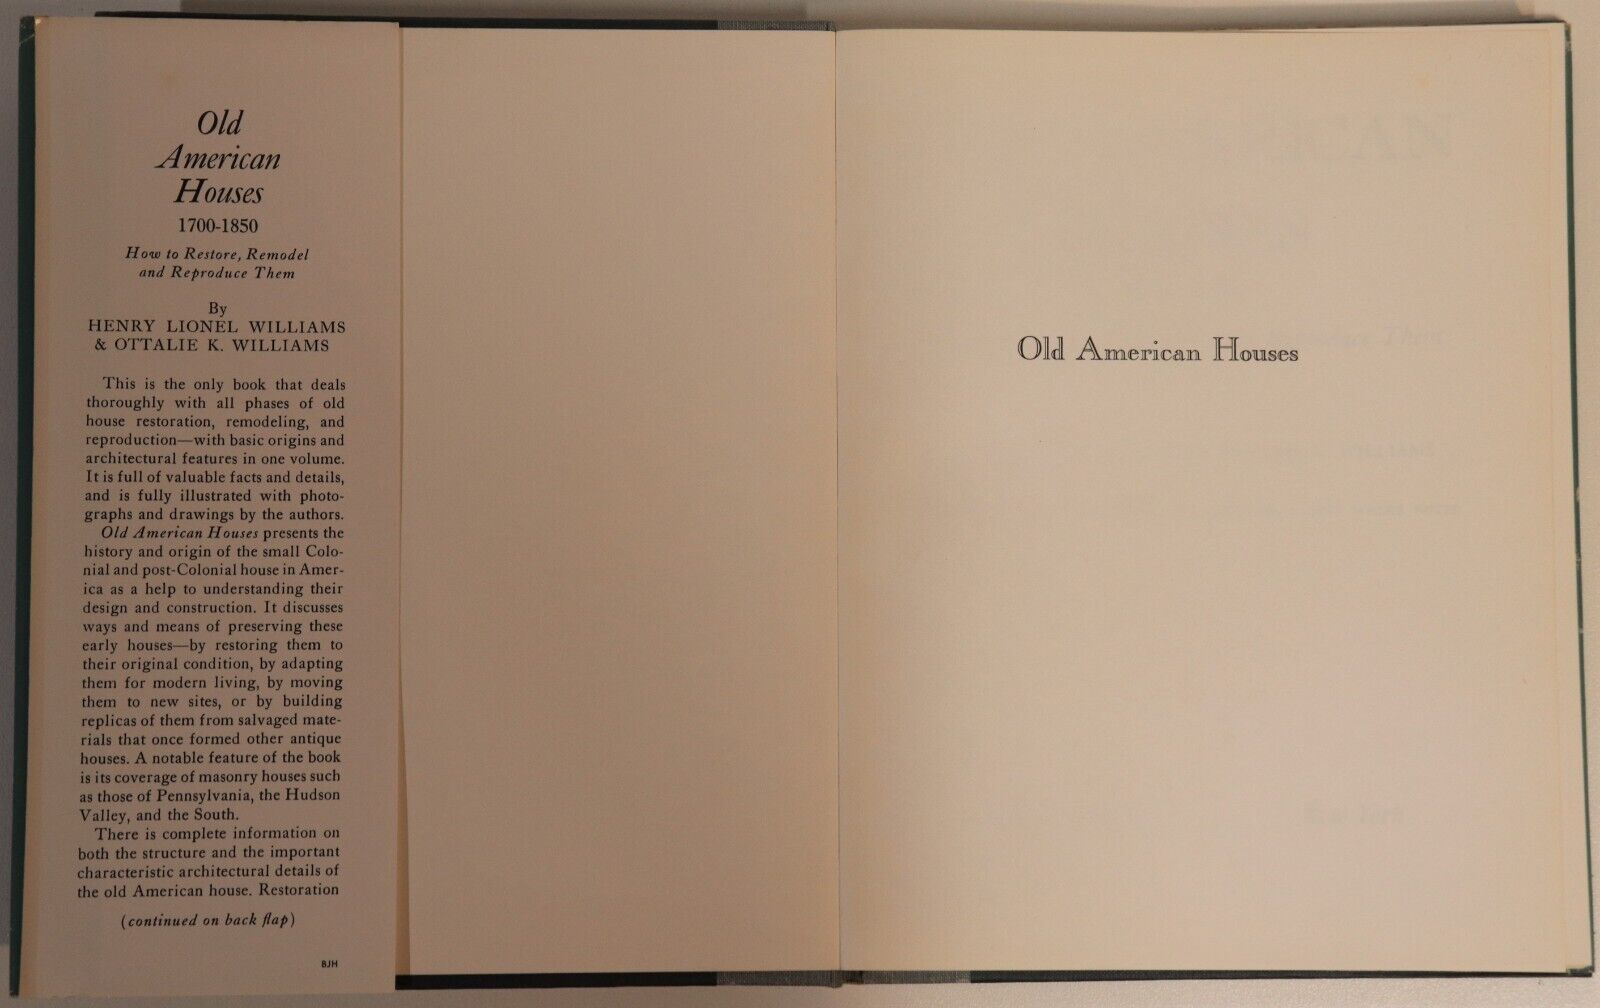 Old
American
Houses
1700-1850
How to Restore, Remodel
and Reproduce Them
By
HENRY LIONEL WILLIAMS
& OTTALIE K. WILLIAMS
This is the only book that deals
thoroughly with all phases of old
house restoration, remodeling, and
reproduction—with basic origins and
architectural features in one volume.
It is full of valuable facts and details,
and is fully illustrated with photo-
graphs and drawings by the authors.
Old American Houses presents the
history and origin of the small Colo-
nial and post-Colonial house in Amer-
ica as a help to understanding their
design and construction. It discusses
ways and means of preserving these
early houses—by restoring them to
their original condition, by adapting
them for modern living, by moving
them to new sites, or by building
replicas of them from salvaged mate-
rials that once formed other antique
houses. A notable feature of the book
is its coverage of masonry houses such
as those of Pennsylvania, the Hudson
Valley, and the South.
There is complete information on
both the structure and the important
characteristic architectural details of
the old American house. Restoration
(continued on back flap)
BJH
Old American Houses